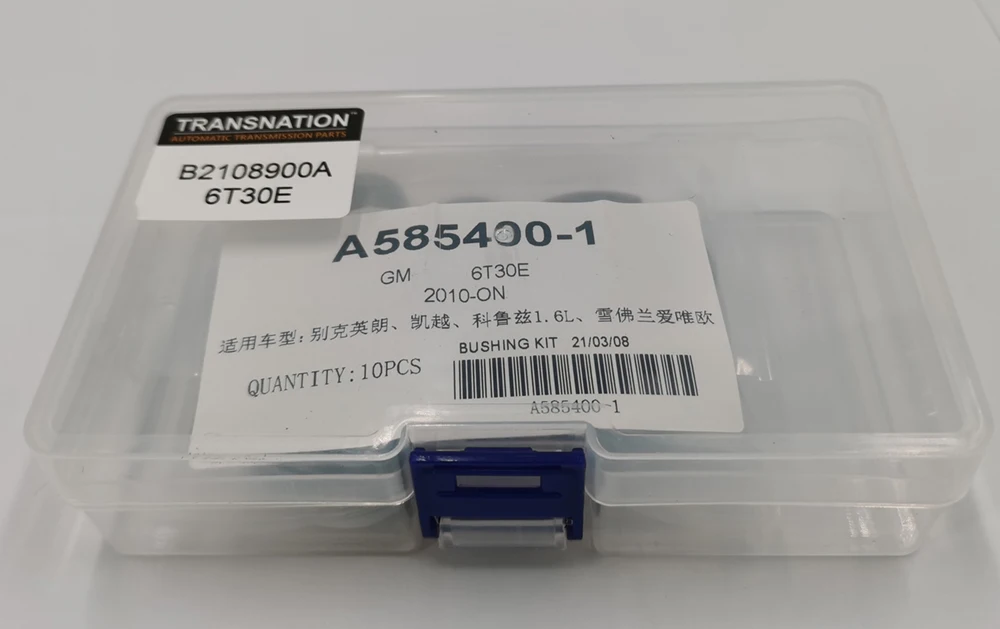 TRANSNATION™
AUTOMATIC TRANSMISSION PARTS
B2108900A
6T30E
A585400-1
GM 6T30E
2010-ON
适用车型:别克英朗、凯越、科鲁兹1.6L、雪佛兰爱唯欧
BUSHING KIT 21/03/08
QUANTITY:10PCS
A585400-1